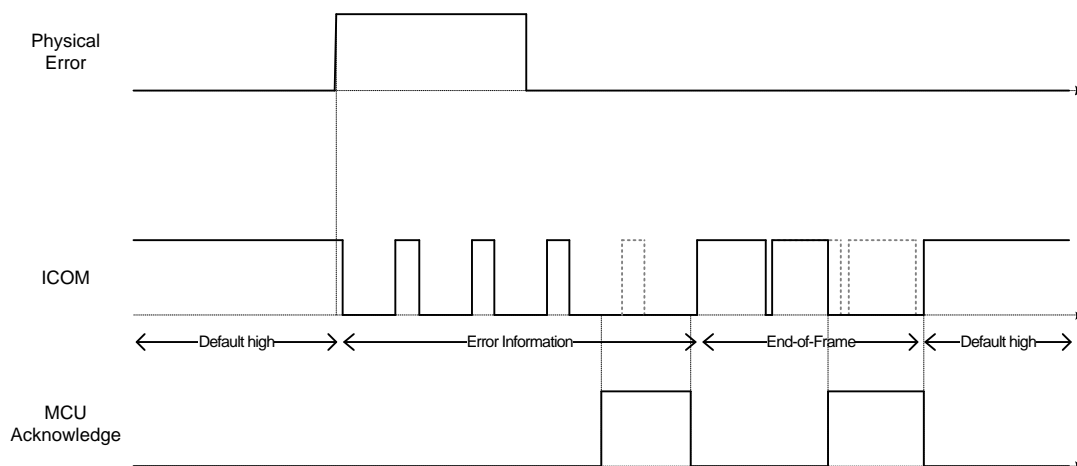 Physical
Error
ICOM
Default high
Error Information
End-of-Frame
Default high
MCU
Acknowledge